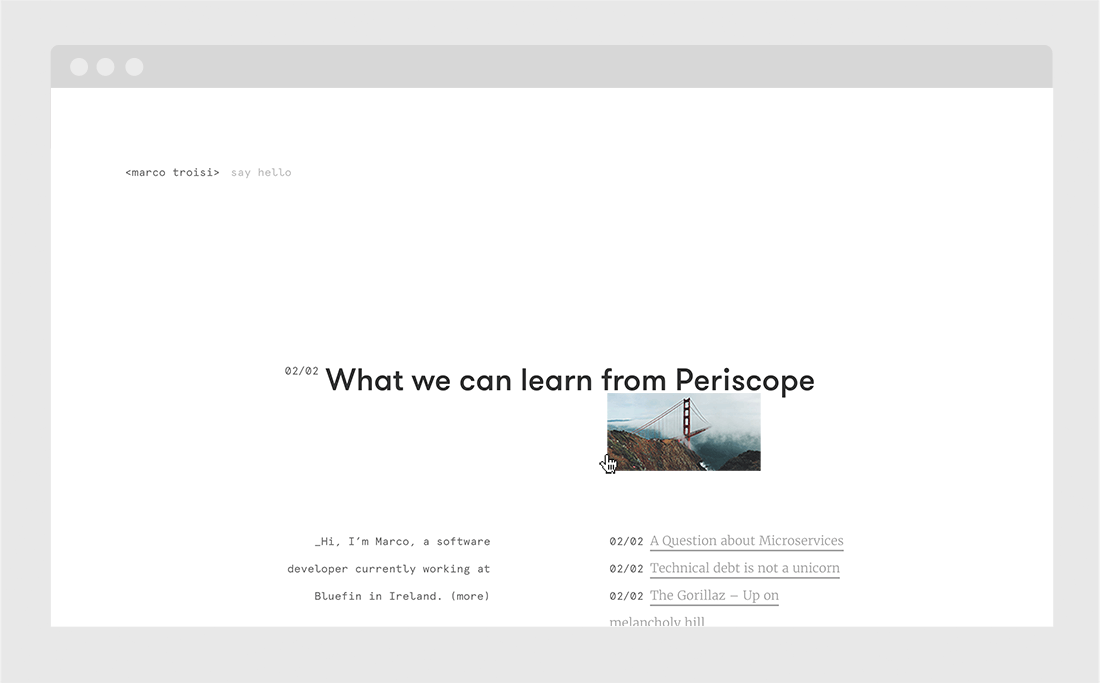 <marco troisi> say hello
02/02 What we can learn from Periscope
_Hi, I’m Marco, a software
developer currently working at
Bluefin in Ireland. (more)
02/02 A Question about Microservices
02/02 Technical debt is not a unicorn
02/02 The Gorillaz – Up on
melancholy hill